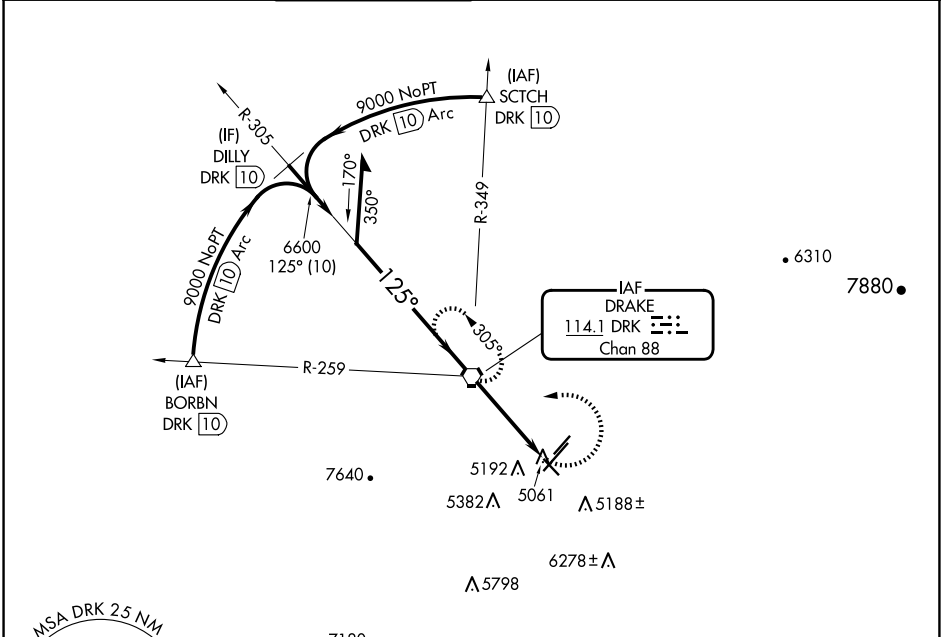 (IAF)
SCTCH
DRK 10
9000 NoPT
DRK 10 Arc
R-305
(IF)
DILLY
DRK 10
170°
350°
R-349
6600
125° (10)
9000 NoPT
DRK 10 Arc
125°
6310
7880
IAF
DRAKE
114.1 DRK
Chan 88
305°
R-259
(IAF)
BORBN
DRK 10
7640
5192
5061
5382
5188±
6278±
5798
MSA DRK 25 NM